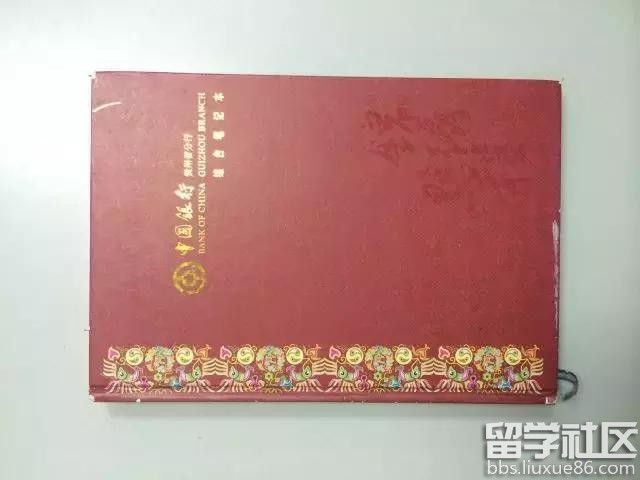 中国银行 贵州省分行
BANK OF CHINA GUIZHOU BRANCH
综合笔记本
留学社区
bbs.liuxue86.com